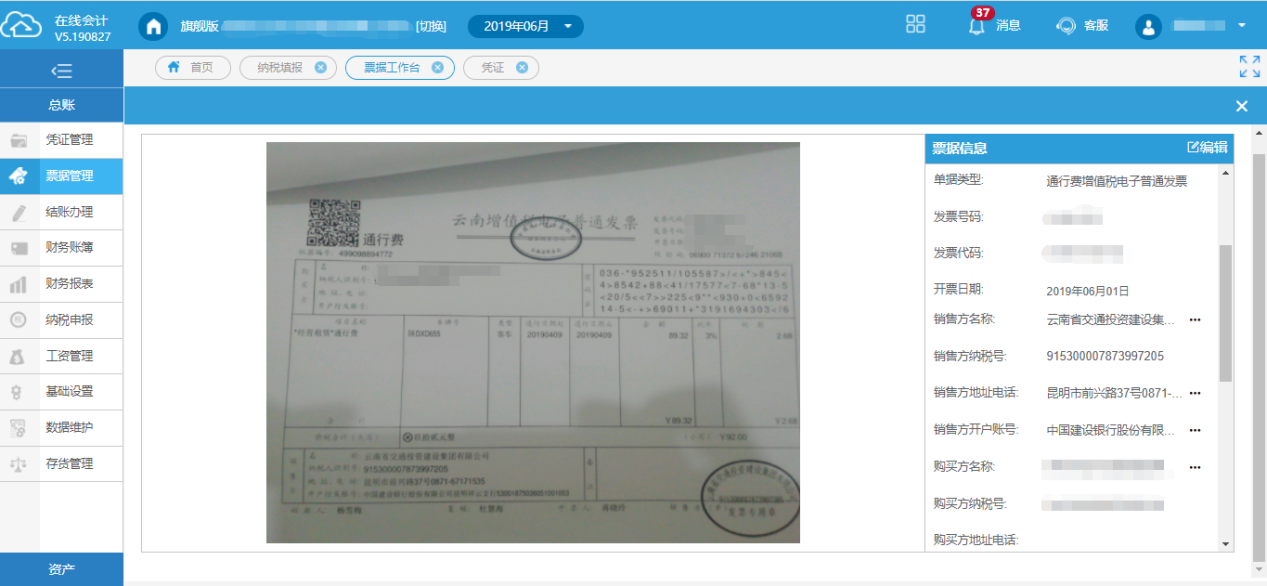 在线会计
V5.190827
旗舰版
[切换]
2019年06月
37
消息
客服
首页
纳税填报
票据工作台
凭证
总账
凭证管理
票据管理
结账办理
财务账簿
财务报表
纳税申报
工资管理
基础设置
数据维护
存货管理
资产
云南增值税电子普通发票
通行费
499098894772
036-*952511/105587>/<+*>845<
4>8542+88<41/17577<7-68*13-5
<20/5<<7>>225<9**<930+0<6592
14-5<-+>69011+*3191694303</6
*经营租赁*通行费
客车
20190409
20190409
89.32
3%
2.68
¥89.32
¥2.68
玖拾贰元整
¥92.00
云南省交通投资建设集团有限公司
915300007873997205
昆明市前兴路37号0871-67171535
票据信息
编辑
单据类型:
通行费增值税电子普通发票
发票号码:
发票代码:
开票日期:
2019年06月01日
销售方名称:
云南省交通投资建设集...
销售方纳税号:
915300007873997205
销售方地址电话:
昆明市前兴路37号0871-...
销售方开户账号:
中国建设银行股份有限...
购买方名称:
购买方纳税号:
购买方地址电话: